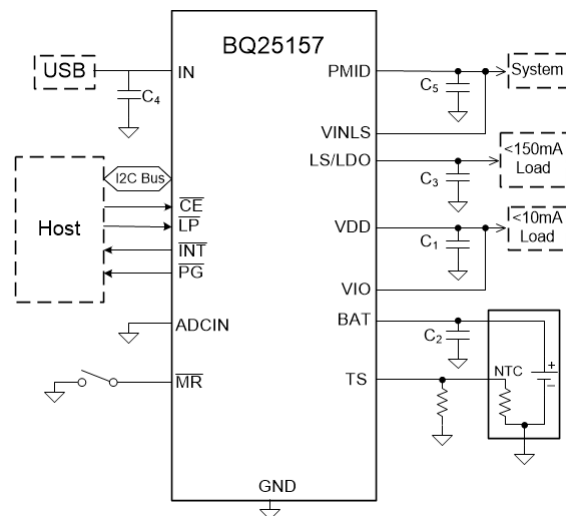 BQ25157
USB
IN
C4
PMID
System
C5
VINLS
LS/LDO
<150mA
Load
C3
I2C Bus
Host
CE
LP
INT
PG
VDD
<10mA
Load
C1
VIO
ADCIN
BAT
C2
MR
TS
NTC
+
–
GND